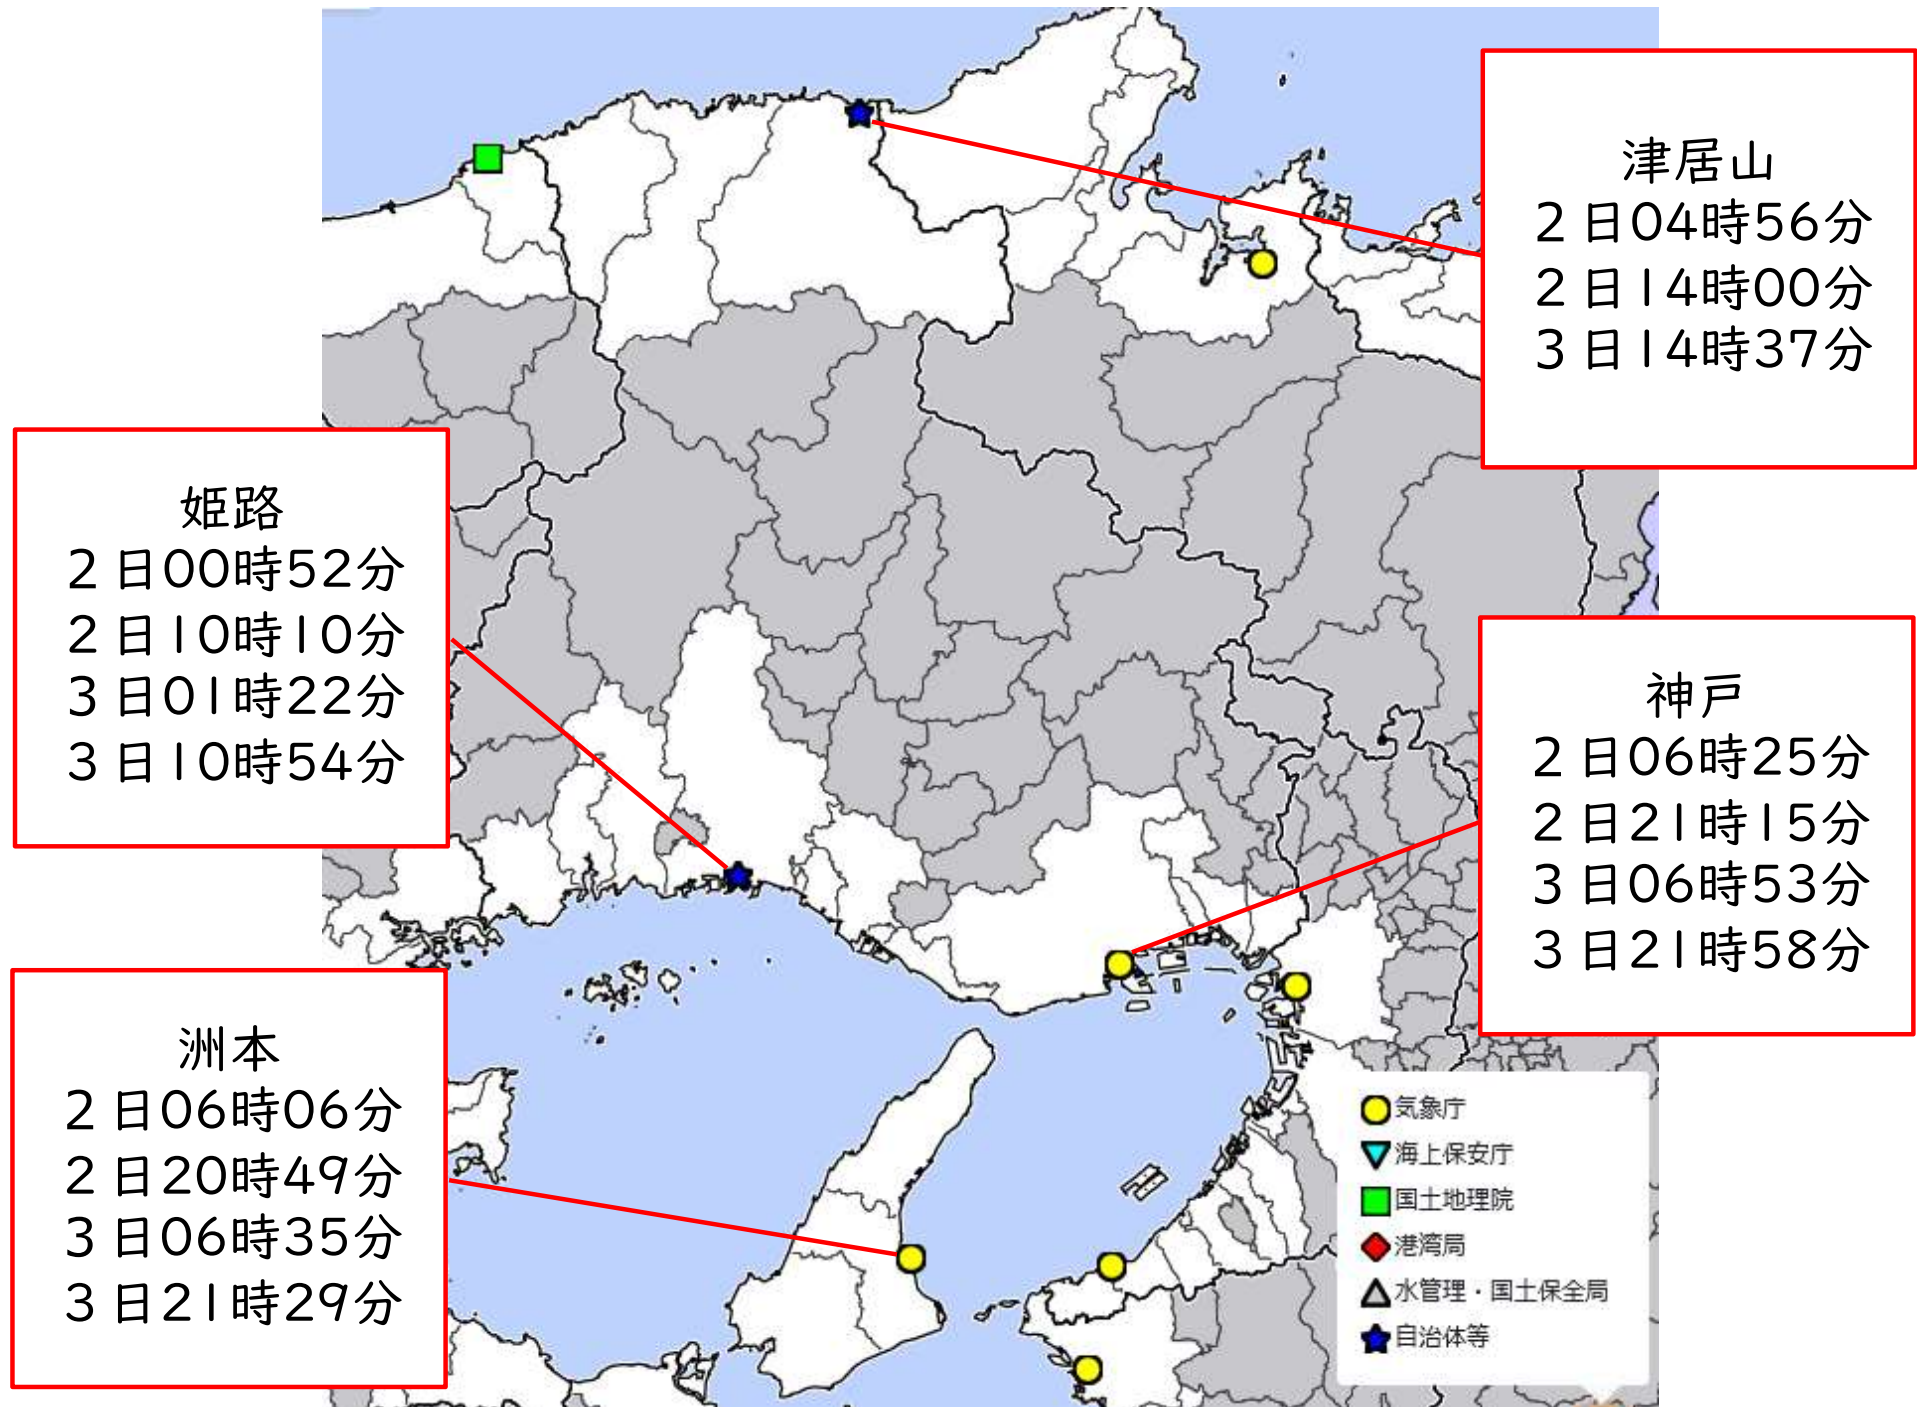 津居山
2日04時56分
2日14時00分
3日14時37分
姫路
2日00時52分
2日10時10分
3日01時22分
3日10時54分
神戸
2日06時25分
2日21時15分
3日06時53分
3日21時58分
洲本
2日06時06分
2日20時49分
3日06時35分
3日21時29分
気象庁
海上保安庁
国土地理院
港湾局
水管理・国土保全局
自治体等